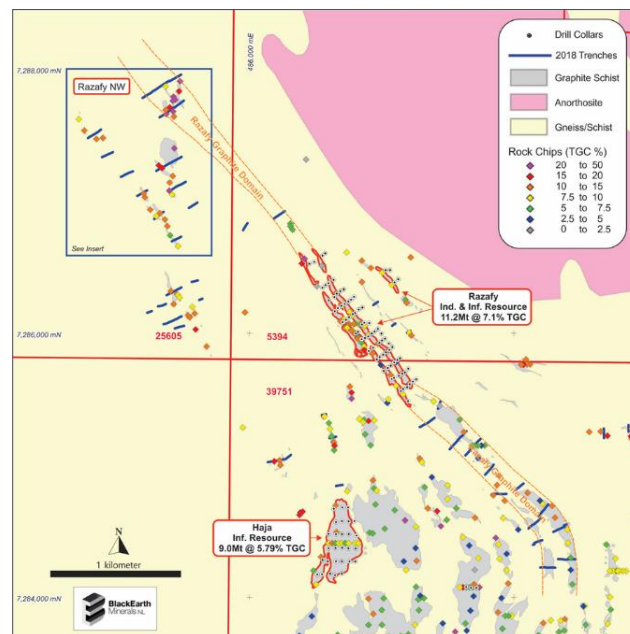 7,288,000 mN
486,000 mE
Razafy NW
Razafy Graphite Domain
See Insert
Drill Collars
2018 Trenches
Graphite Schist
Anorthosite
Gneiss/Schist
Rock Chips (TGC %)
20 to 50
15 to 20
10 to 15
7.5 to 10
5 to 7.5
2.5 to 5
0 to 2.5
Razafy
Ind. & Inf. Resource
11.2Mt @ 7.1% TGC
7,286,000 mN
25605
5394
39751
Razafy Graphite Domain
Haja
Inf. Resource
9.0Mt @ 5.79% TGC
N
1 kilometer
7,284,000 mN
BlackEarth
Minerals NL